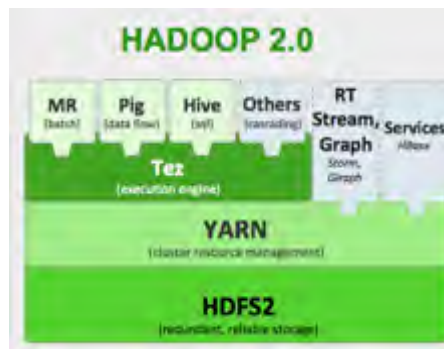 HADOOP 2.0
MR
(batch)
Pig
(data flow)
Hive
(sql)
Others
(cascading)
RT
Stream,
Graph
Storm,
Giraph
Services
HBase
Tez
(execution engine)
YARN
(cluster resource management)
HDFS2
(redundant, reliable storage)